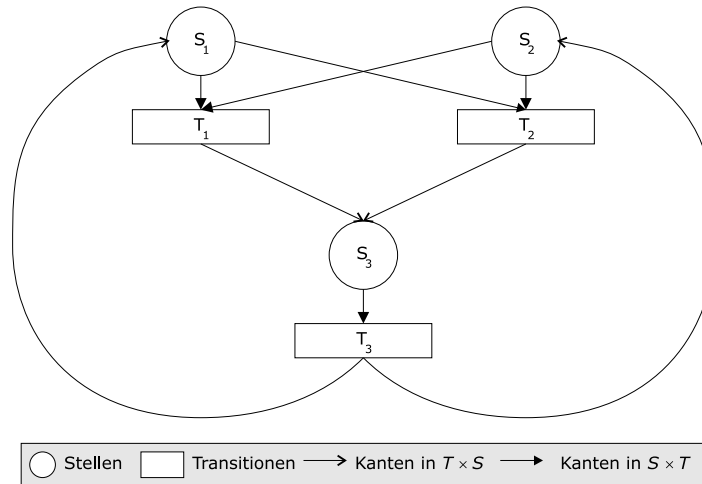 S1
S2
T1
T2
S3
T3
Stellen
Transitionen
Kanten in T × S
Kanten in S × T